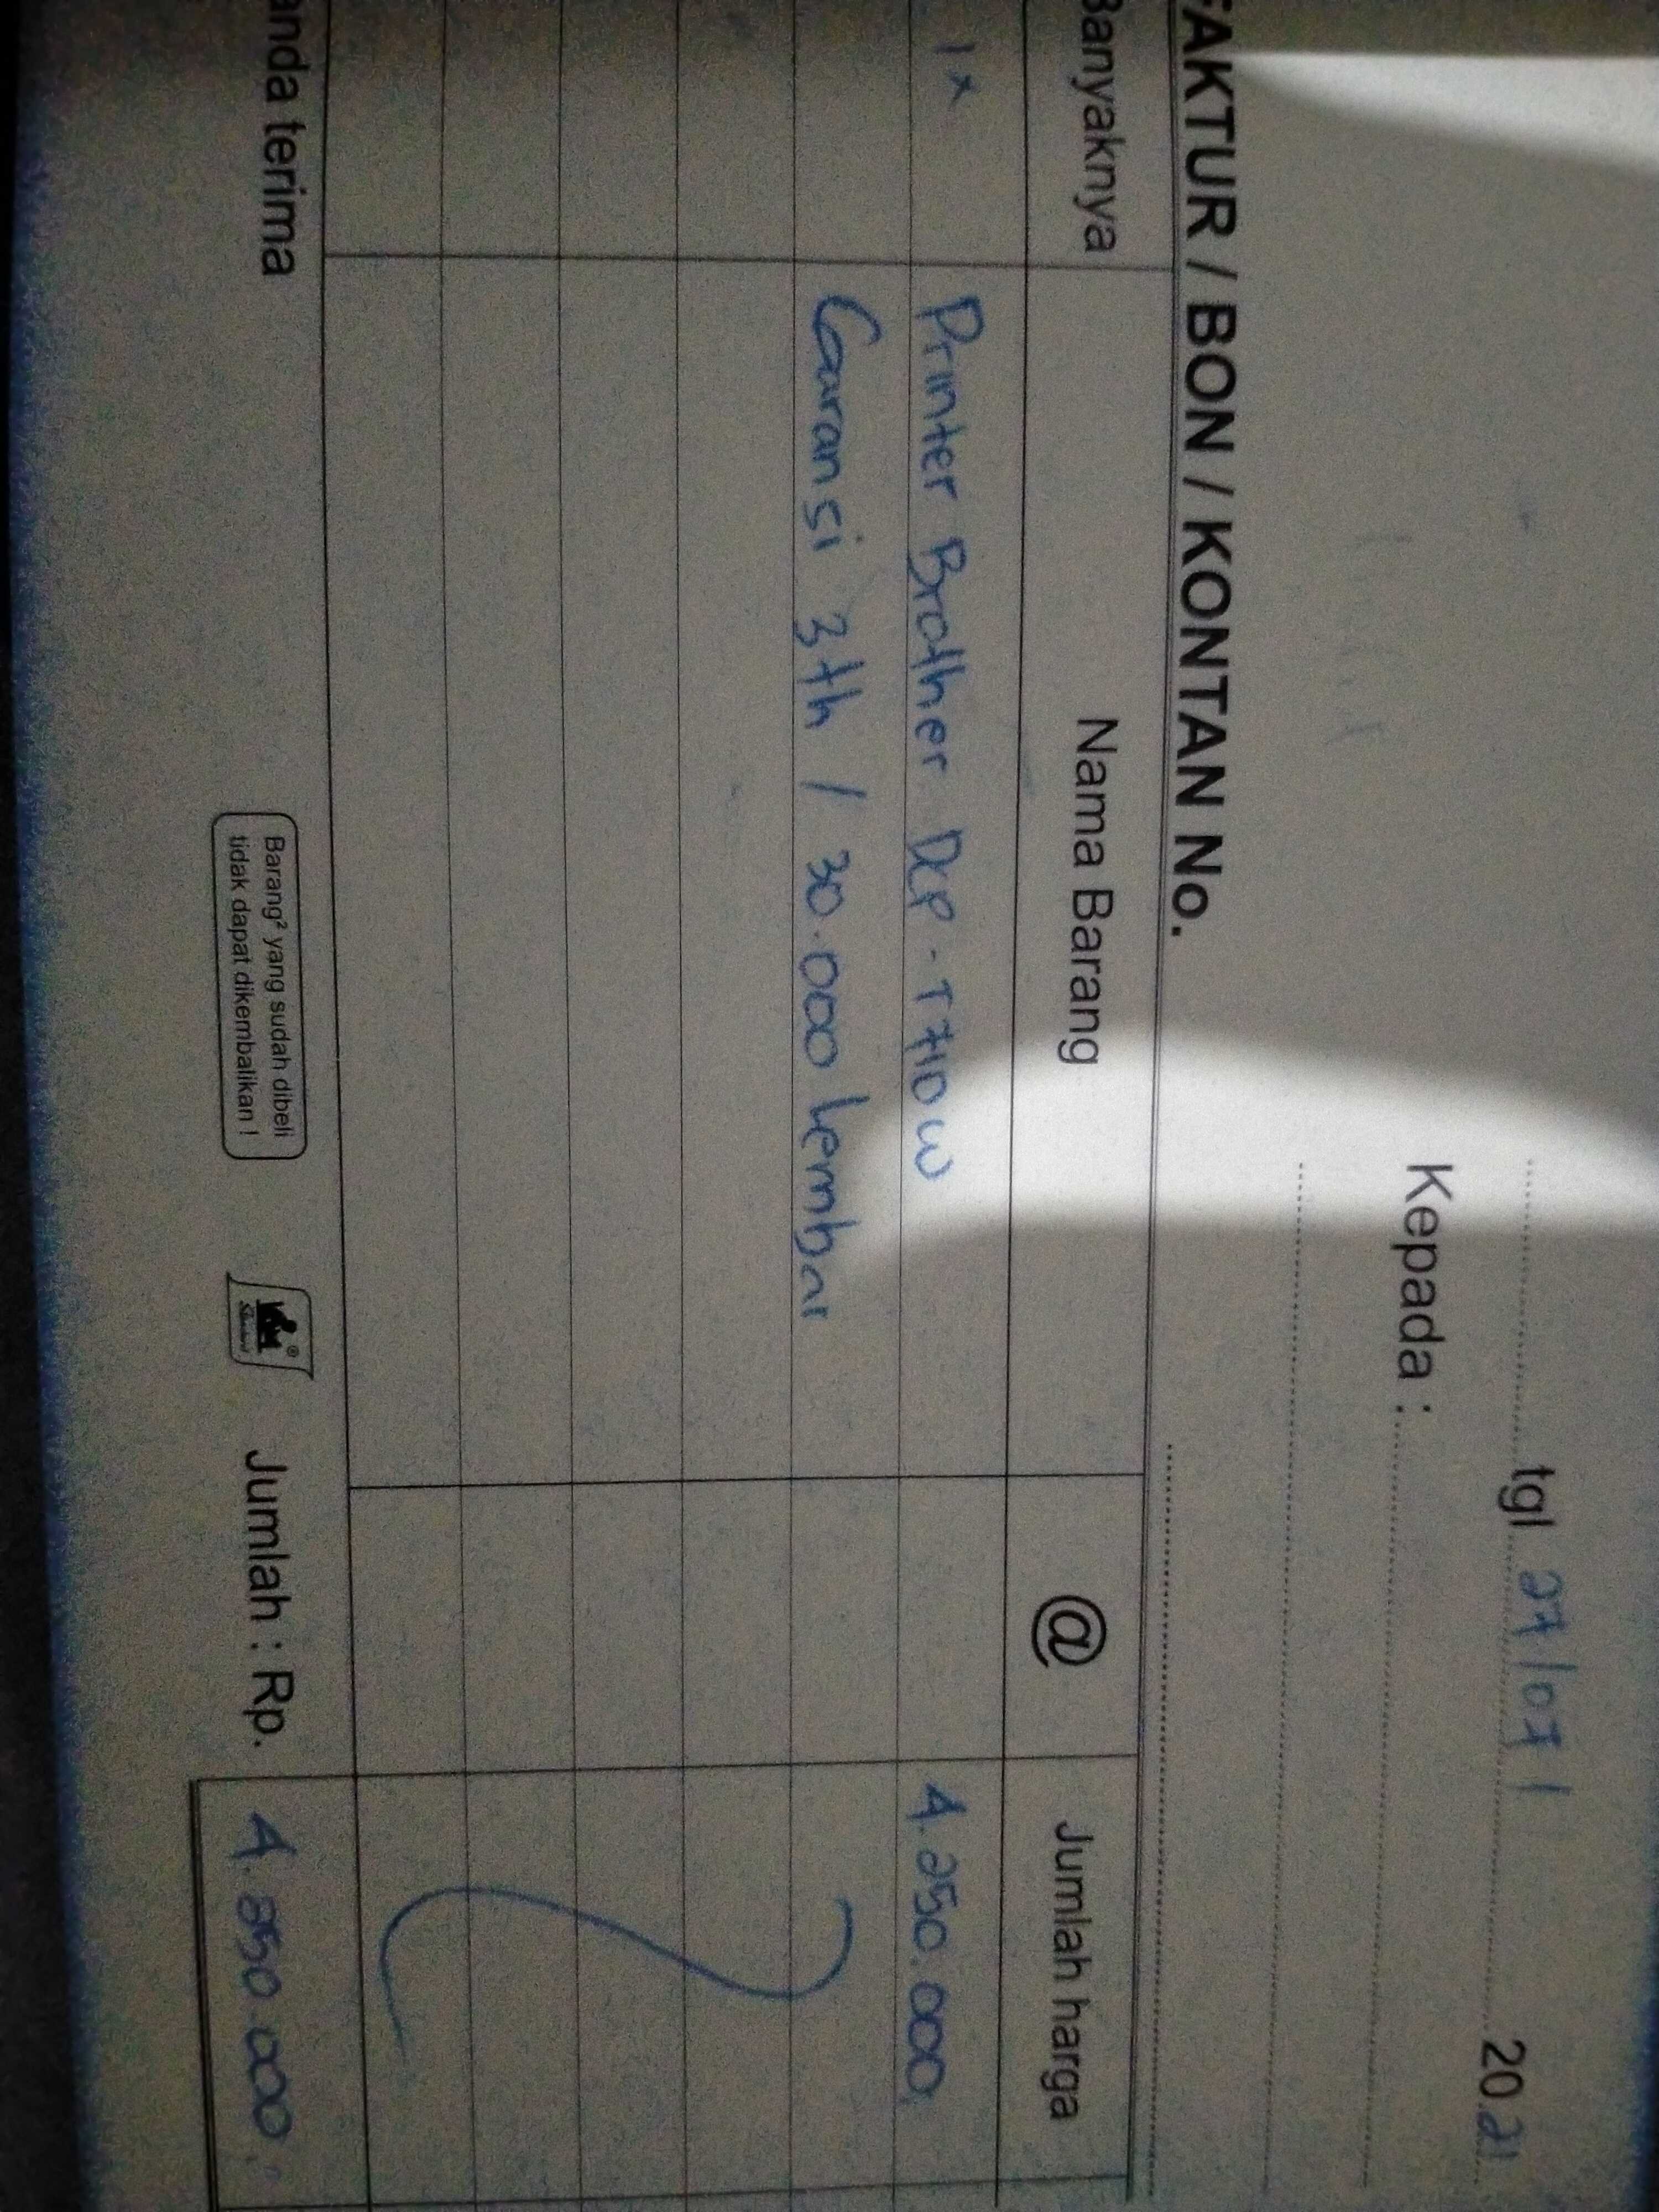 tgl. 27/07/ 2021
Kepada :
FAKTUR / BON / KONTAN No.
Banyaknya Nama Barang @ Jumlah harga
1x Printer Brother DCP-T710W 4.250.000
Garansi 3th / 30.000 Lembar
anda terima Barang² yang sudah dibeli
tidak dapat dikembalikan !
Jumlah : Rp. 4.250.000